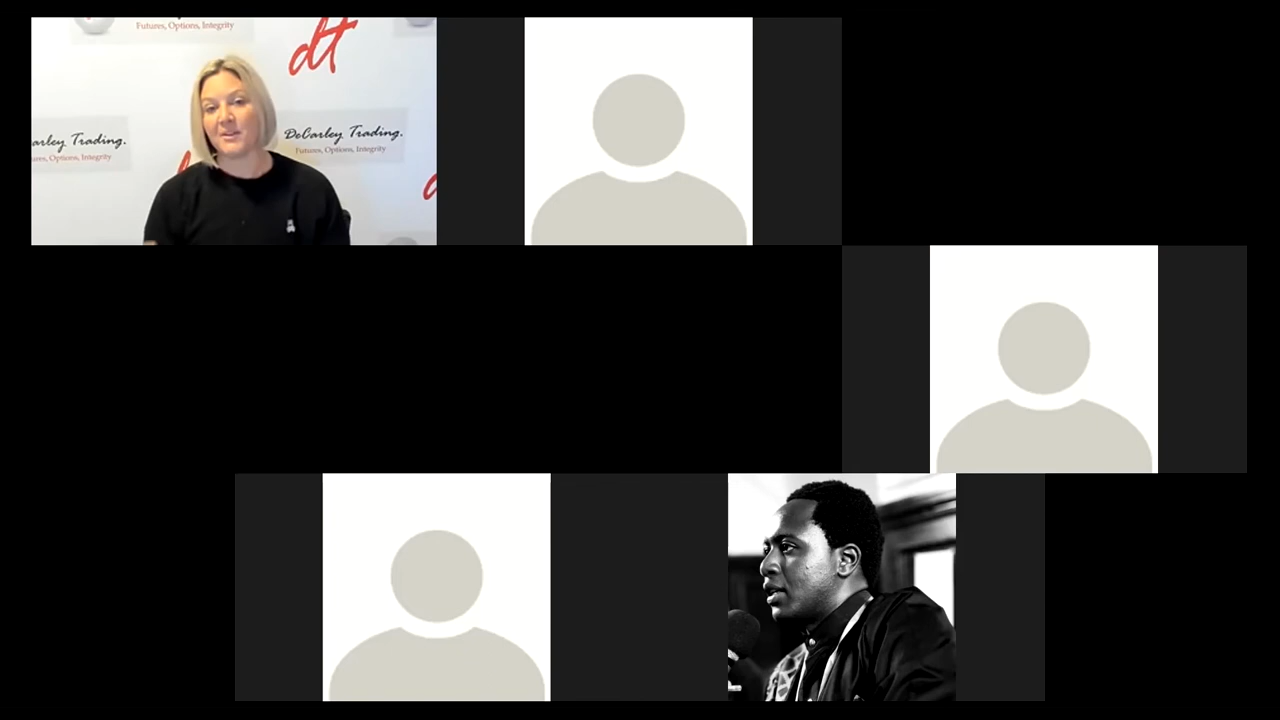 Futures, Options, Integrity
dt
DeCarley Trading.
Futures, Options, Integrity
arley Trading.
ures, Options, Integrity